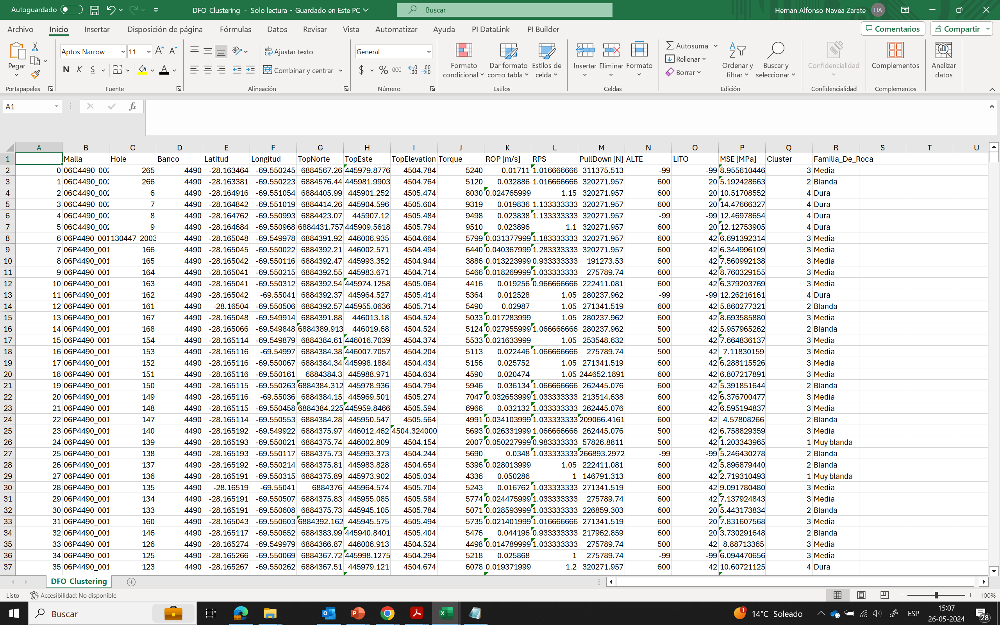 Autoguardado DFO_Clustering - Solo lectura • Guardado en Este PC Buscar Hernan Alfonso Navea Zarate HA
Archivo Inicio Insertar Disposición de página Fórmulas Datos Revisar Vista Automatizar Ayuda PI DataLink PI Builder Comentarios Compartir
Pegar Aptos Narrow 11 Ajustar texto General Formato condicional Dar formato como tabla Estilos de celda Insertar Eliminar Formato Autosuma Rellenar Borrar Ordenar y filtrar Buscar y seleccionar Confidencialidad Complementos Analizar datos
N K S Combinar y centrar $ % 000
Portapapeles Fuente Alineación Número Estilos Celdas Edición Confidencialidad Complementos
A1 fx
A B C D E F G H I J K L M N O P Q R S T U
1 Malla Hole Banco Latitud Longitud TopNorte TopEste TopElevation Torque ROP [m/s] RPS PullDown [N] ALTE LITO MSE [MPa] Cluster Familia_De_Roca
2 0 06C4490_002 265 4490 -28.163464 -69.550245 6884567.26 445979.8776 4504.784 5240 0.01711 1.016666666 311375.513 -99 -99 8.955610446 3 Media
3 1 06C4490_002 266 4490 -28.163381 -69.550223 6884576.44 445981.9903 4504.764 5120 0.032886 1.016666666 320271.957 600 20 5.192428663 2 Blanda
4 2 06C4490_002 6 4490 -28.164916 -69.551054 6884405.99 445901.252 4505.474 8030 0.024765999 1.15 320271.957 600 20 10.51708552 4 Dura
5 3 06C4490_002 7 4490 -28.164842 -69.551019 6884414.26 445904.596 4505.604 9319 0.019836 1.133333333 320271.957 600 20 14.47666327 4 Dura
6 4 06C4490_002 8 4490 -28.164762 -69.550993 6884423.07 445907.12 4505.484 9498 0.023838 1.133333333 320271.957 -99 -99 12.46978654 4 Dura
7 5 06C4490_002 9 4490 -28.164684 -69.550968 6884431.757 445909.5618 4505.794 9510 0.023896 1.1 320271.957 600 20 12.12753905 4 Dura
8 6 06P4490_001 130447_2003 4490 -28.165048 -69.549978 6884391.92 446006.935 4504.664 5799 0.031377999 1.183333333 320271.957 600 42 6.691392314 3 Media
9 7 06P4490_001 166 4490 -28.165045 -69.550022 6884392.21 446002.571 4504.494 6440 0.040367999 1.283333333 320271.957 600 42 6.344996109 3 Media
10 8 06P4490_001 165 4490 -28.165042 -69.550116 6884392.47 445993.352 4504.944 3886 0.013223999 0.933333333 191273.53 600 42 7.560992138 3 Media
11 9 06P4490_001 164 4490 -28.165041 -69.550215 6884392.55 445983.671 4504.714 5466 0.018269999 1.033333333 275789.74 600 42 8.760329155 3 Media
12 10 06P4490_001 163 4490 -28.165041 -69.550312 6884392.54 445974.1258 4505.064 4416 0.019256 0.966666666 222411.081 600 42 6.379203769 3 Media
13 11 06P4490_001 162 4490 -28.165042 -69.55041 6884392.37 445964.527 4505.414 5364 0.012528 1.05 280237.962 -99 -99 12.26216161 4 Dura
14 12 06P4490_001 161 4490 -28.16504 -69.550506 6884392.57 445955.0636 4505.714 5490 0.02987 1.05 271341.519 600 42 5.860277321 2 Blanda
15 13 06P4490_001 167 4490 -28.165048 -69.549914 6884391.88 446013.18 4504.524 5033 0.017283999 1.05 280237.962 600 42 8.693585880 3 Media
16 14 06P4490_001 168 4490 -28.165066 -69.549848 6884389.913 446019.68 4504.524 5124 0.027955999 1.066666666 280237.962 500 42 5.957965262 2 Blanda
17 15 06P4490_001 154 4490 -28.165114 -69.549879 6884384.61 446016.7039 4504.374 5533 0.021633999 1.05 253548.632 500 42 7.664836137 3 Media
18 16 06P4490_001 153 4490 -28.165116 -69.54997 6884384.38 446007.7057 4504.204 5113 0.022446 1.066666666 275789.74 500 42 7.11830159 3 Media
19 17 06P4490_001 152 4490 -28.165116 -69.550067 6884384.34 445998.1884 4504.434 5156 0.025752 1.05 271341.519 600 42 6.288115526 3 Media
20 18 06P4490_001 151 4490 -28.165116 -69.550161 6884384.3 445988.971 4504.634 4590 0.020474 1.05 244652.1891 600 42 6.807217891 3 Media
21 19 06P4490_001 150 4490 -28.165115 -69.550263 6884384.312 445978.936 4504.794 5946 0.036134 1.066666666 262445.076 600 42 5.391851644 2 Blanda
22 20 06P4490_001 149 4490 -28.165116 -69.55036 6884384.15 445969.501 4505.274 7047 0.032653999 1.033333333 213514.638 600 42 6.376700477 3 Media
23 21 06P4490_001 148 4490 -28.165115 -69.550458 6884384.225 445959.8466 4505.594 6966 0.032132 1.033333333 262445.076 600 42 6.595194837 3 Media
24 22 06P4490_001 147 4490 -28.165114 -69.550553 6884384.28 445950.547 4505.564 4991 0.034103999 1.033333333 209066.4161 600 42 4.57808266 2 Blanda
25 23 06P4490_001 140 4490 -28.165192 -69.549922 6884375.97 446012.462 4504.324000 5693 0.026331999 1.066666666 262445.076 500 42 6.758829359 3 Media
26 24 06P4490_001 139 4490 -28.165193 -69.550021 6884375.74 446002.809 4504.154 2007 0.050227999 0.983333333 57826.8811 500 42 1.203343965 1 Muy blanda
27 25 06P4490_001 138 4490 -28.165193 -69.550117 6884375.73 445993.373 4504.244 5690 0.0348 1.033333333 266893.2972 -99 -99 5.246430278 2 Blanda
28 26 06P4490_001 137 4490 -28.165192 -69.550214 6884375.81 445983.828 4504.654 5396 0.028013999 1.05 222411.081 600 42 5.896879440 2 Blanda
29 27 06P4490_001 136 4490 -28.165191 -69.550315 6884375.89 445973.902 4505.034 4336 0.050286 1 146791.313 600 42 2.719310493 1 Muy blanda
30 28 06P4490_001 135 4490 -28.16519 -69.55041 6884376 445964.574 4505.704 5243 0.016762 1.033333333 271341.519 600 42 9.091780480 3 Media
31 29 06P4490_001 134 4490 -28.165191 -69.550507 6884375.83 445955.085 4505.584 5774 0.024475999 1.033333333 275789.74 600 42 7.137924843 3 Media
32 30 06P4490_001 133 4490 -28.165191 -69.550608 6884375.73 445945.105 4505.784 5071 0.028593999 1.033333333 226859.303 600 20 5.443173834 2 Blanda
33 31 06P4490_001 160 4490 -28.165043 -69.550603 6884392.162 445945.575 4505.494 5735 0.021401999 1.016666666 271341.519 600 20 7.831607568 3 Media
34 32 06P4490_001 146 4490 -28.165117 -69.550652 6884383.99 445940.8401 4505.404 5476 0.044196 0.933333333 217962.859 600 20 3.730291648 2 Blanda
35 33 06P4490_001 126 4490 -28.165274 -69.549979 6884366.87 446006.913 4504.524 4498 0.014789999 1.033333333 275789.74 500 42 8.88713365 3 Media
36 34 06P4490_001 125 4490 -28.165266 -69.550069 6884367.72 445998.1275 4504.294 5218 0.025868 1 275789.74 -99 -99 6.094470656 3 Media
37 35 06P4490_001 123 4490 -28.165267 -69.550262 6884367.51 445979.121 4504.674 6078 0.019371999 1.2 320271.957 600 42 10.60721125 4 Dura
DFO_Clustering
Listo Accesibilidad: No disponible 100%
Buscar 14°C Soleado ESP 15:07
26-05-2024 28